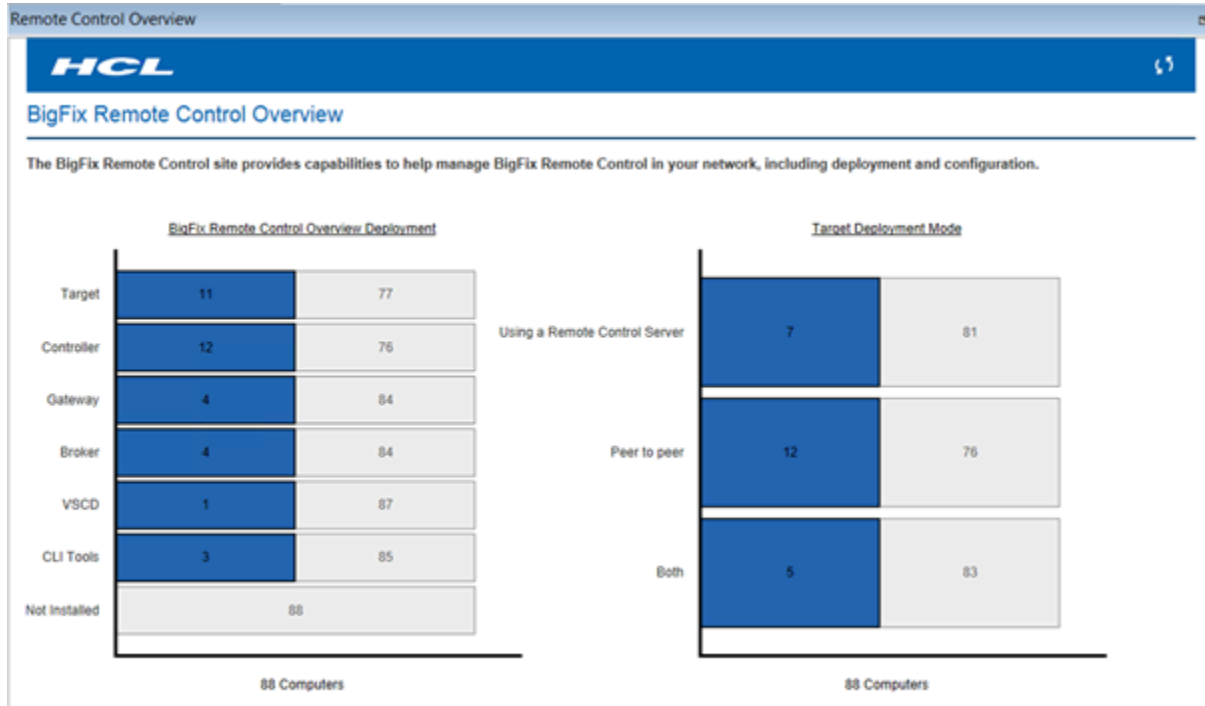 Remote Control Overview
HCL
BigFix Remote Control Overview
The BigFix Remote Control site provides capabilities to help manage BigFix Remote Control in your network, including deployment and configuration.
BigFix Remote Control Overview Deployment
Target 11 77
Controller 12 76
Gateway 4 84
Broker 4 84
VSCD 1 87
CLI Tools 3 85
Not Installed 88
88 Computers
Target Deployment Mode
Using a Remote Control Server 7 81
Peer to peer 12 76
Both 5 83
88 Computers